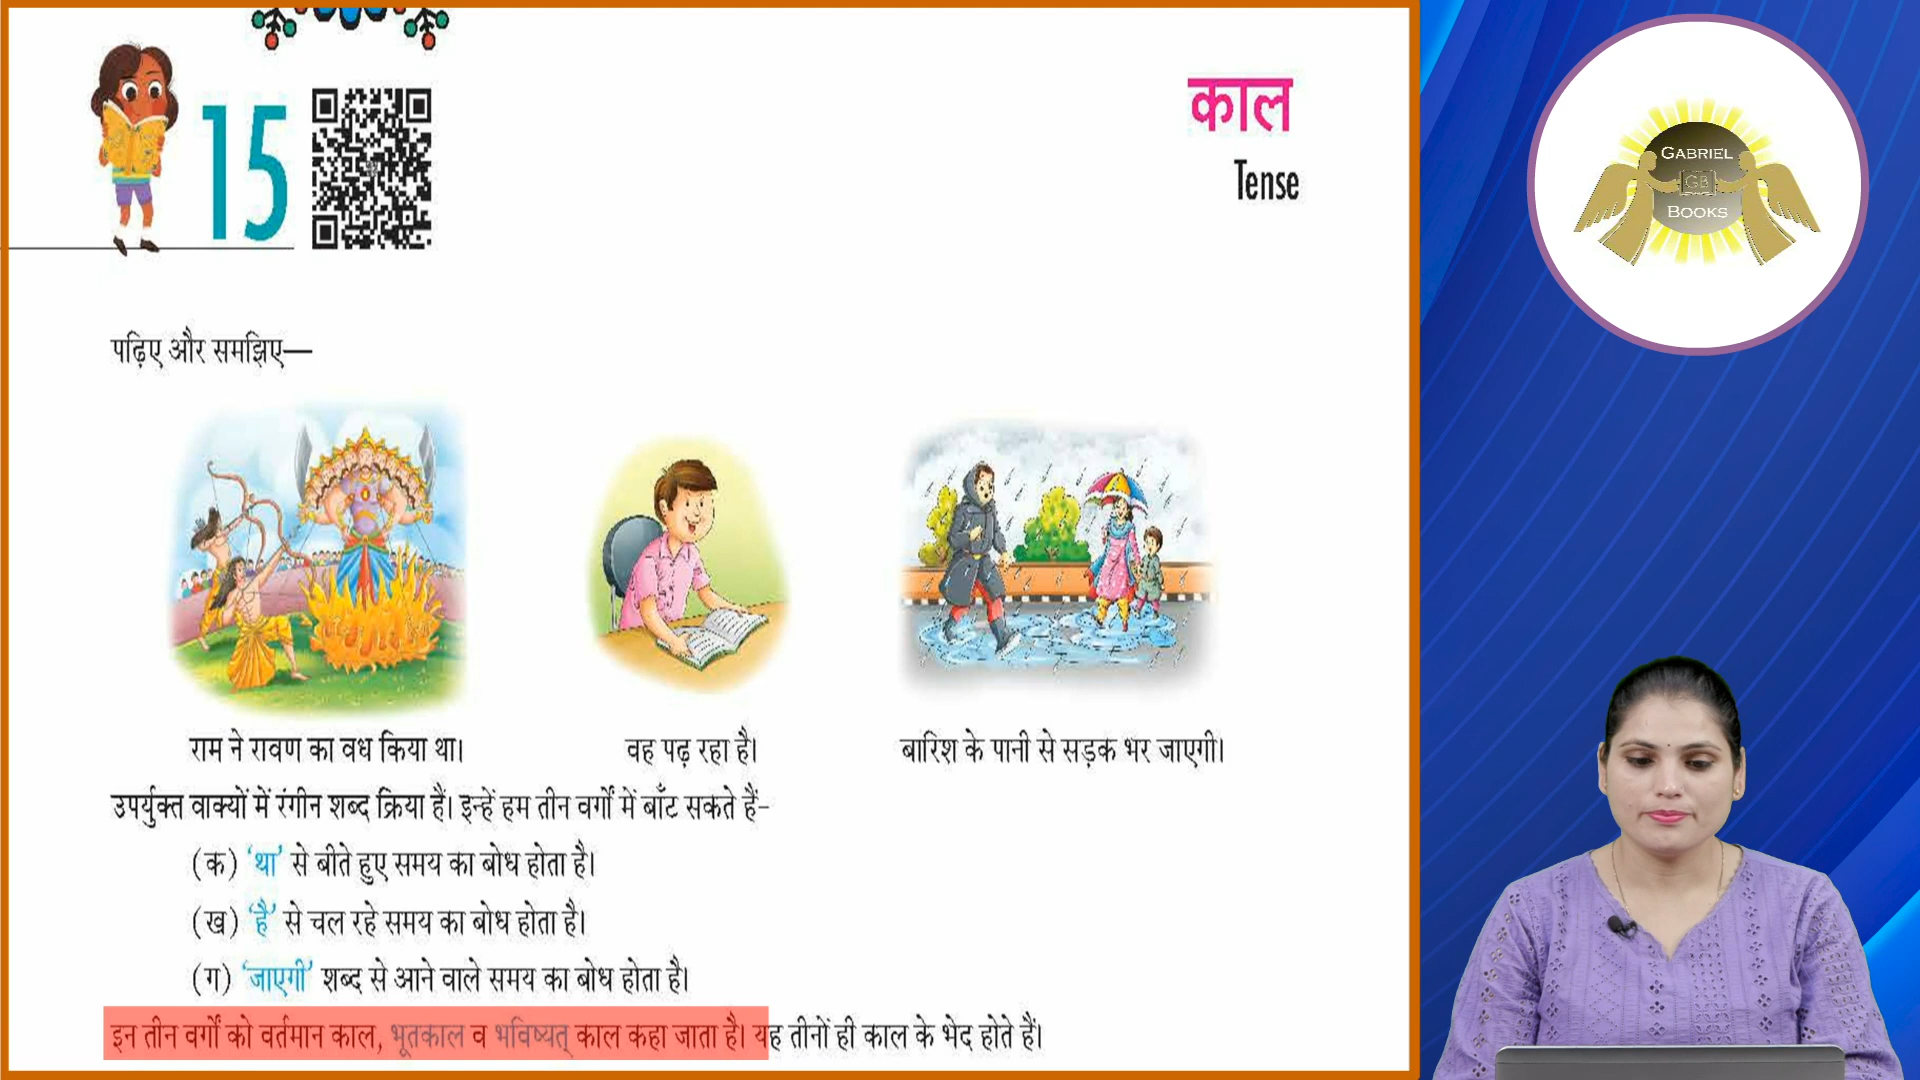 15
काल
Tense
पढ़िए और समझिए—
राम ने रावण का वध किया था।
वह पढ़ रहा है।
बारिश के पानी से सड़क भर जाएगी।
उपर्युक्त वाक्यों में रंगीन शब्द क्रिया हैं। इन्हें हम तीन वर्गों में बाँट सकते हैं-
(क) ‘था’ से बीते हुए समय का बोध होता है।
(ख) ‘है’ से चल रहे समय का बोध होता है।
(ग) ‘जाएगी’ शब्द से आने वाले समय का बोध होता है।
इन तीन वर्गों को वर्तमान काल, भूतकाल व भविष्यत् काल कहा जाता है। यह तीनों ही काल के भेद होते हैं।
GABRIEL
GB
BOOKS